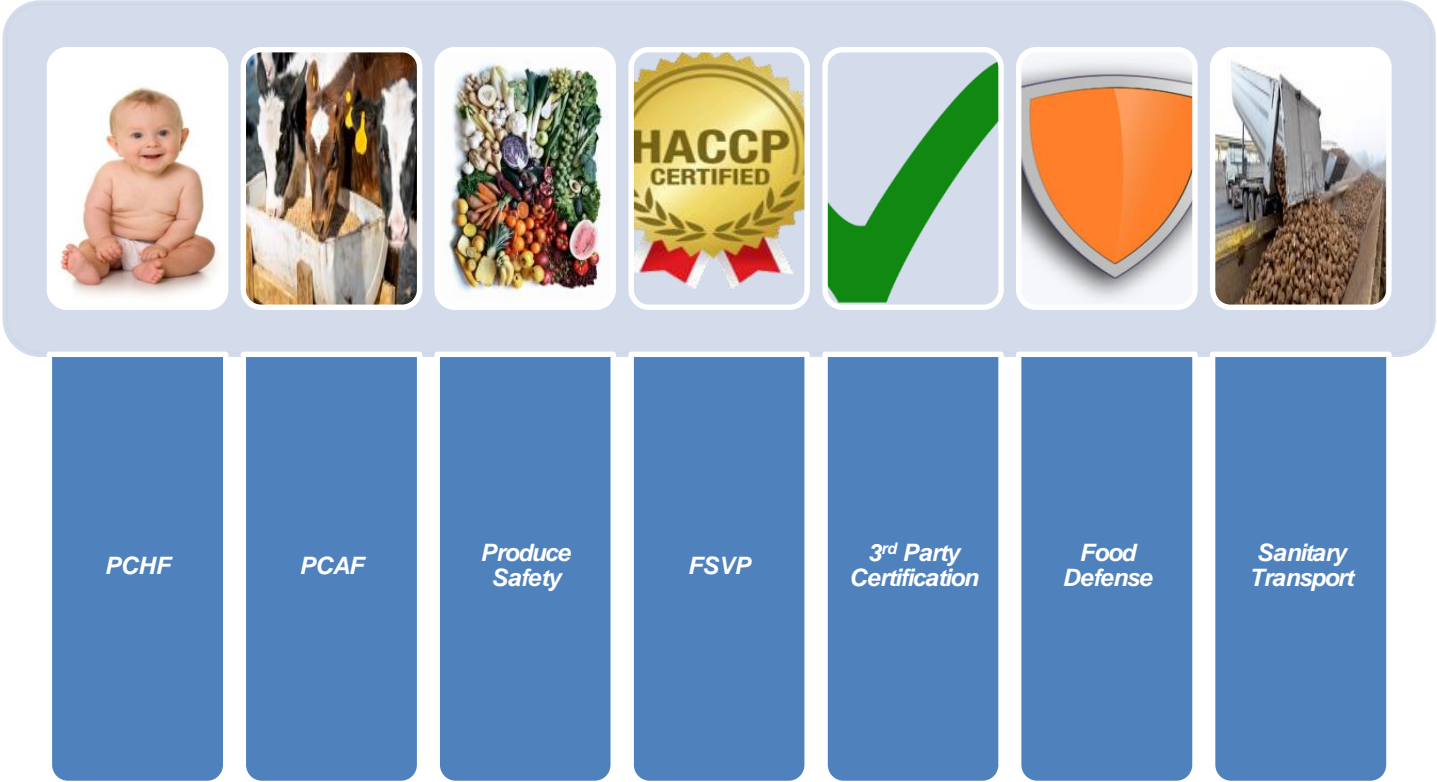 HACCP
CERTIFIED
PCHF
PCAF
Produce
Safety
FSVP
3rd Party
Certification
Food
Defense
Sanitary
Transport